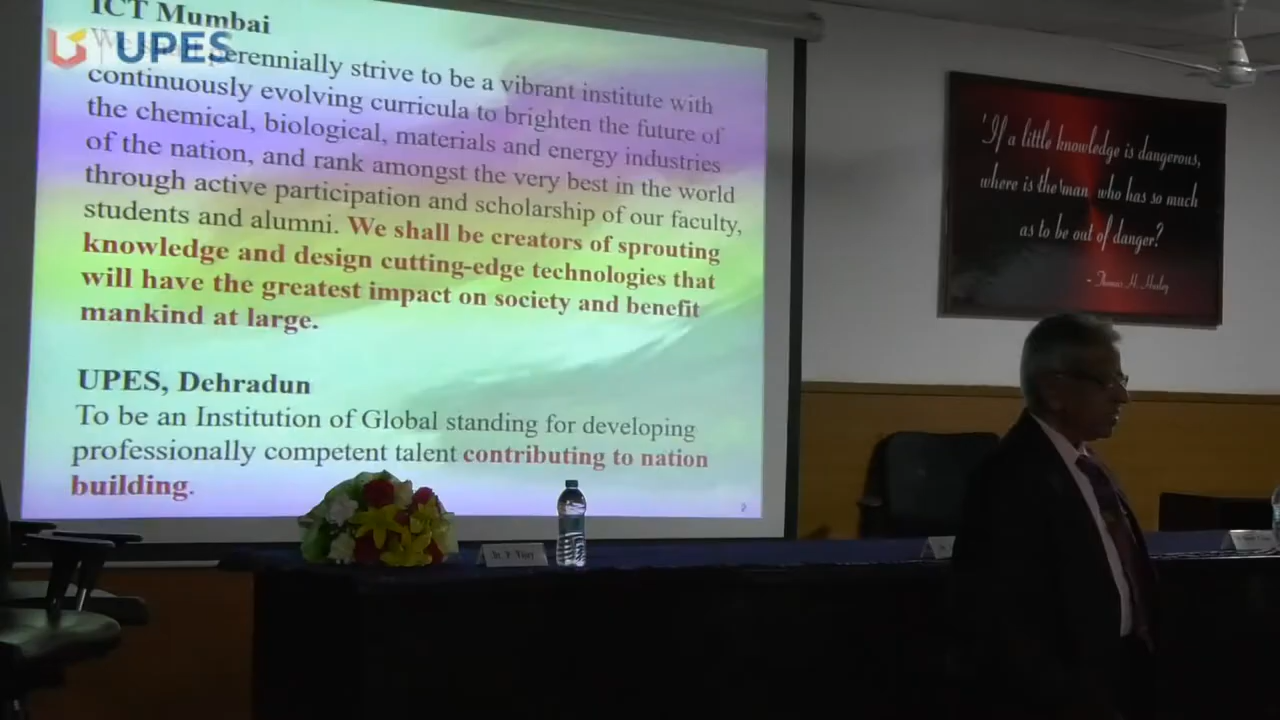 ICT Mumbai
UPES
We perennially strive to be a vibrant institute with
continuously evolving curricula to brighten the future of
the chemical, biological, materials and energy industries
of the nation, and rank amongst the very best in the world
through active participation and scholarship of our faculty,
students and alumni. We shall be creators of sprouting
knowledge and design cutting-edge technologies that
will have the greatest impact on society and benefit
mankind at large.
UPES, Dehradun
To be an Institution of Global standing for developing
professionally competent talent contributing to nation
building.
'If a little knowledge is dangerous,
where is the man who has so much
as to be out of danger?
- Thomas H. Huxley